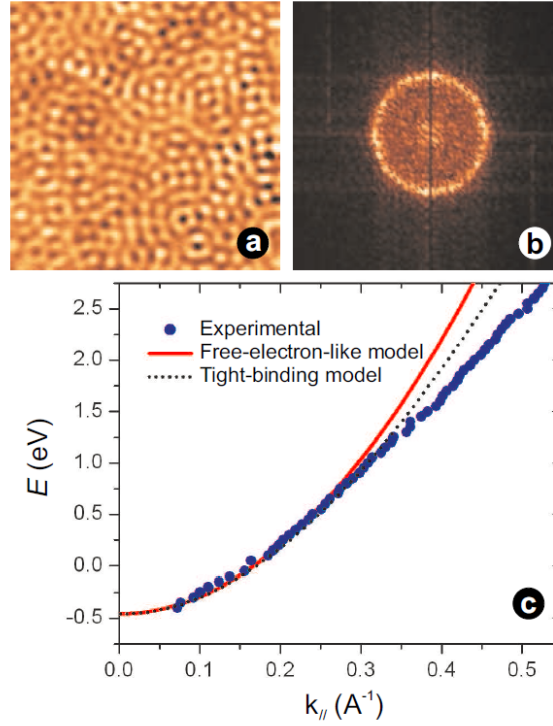 a
b
2.5
2.0
1.5
1.0
0.5
0.0
-0.5
E (eV)
Experimental
Free-electron-like model
Tight-binding model
c
0.0 0.1 0.2 0.3 0.4 0.5
k// (A-1)